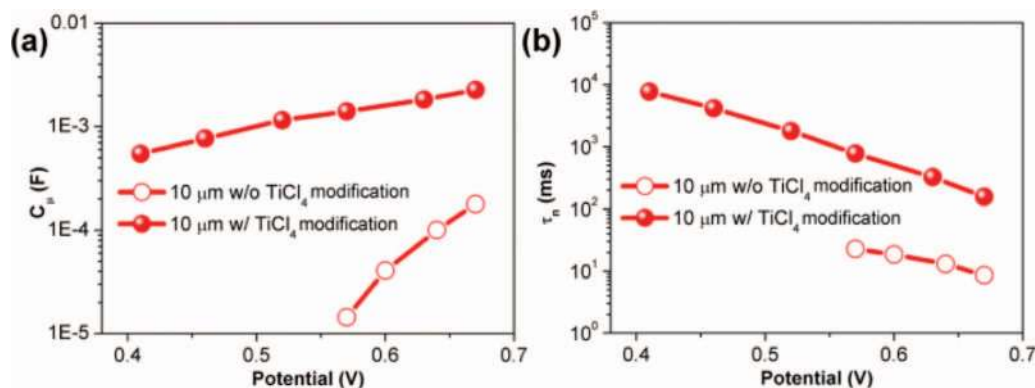 (a)
0.01
1E-3
1E-4
1E-5
C_μ (F)
10 μm w/o TiCl4 modification
10 μm w/ TiCl4 modification
0.4 0.5 0.6 0.7
Potential (V)
(b)
10^5
10^4
10^3
10^2
10^1
10^0
τ_n (ms)
10 μm w/o TiCl4 modification
10 μm w/ TiCl4 modification
0.4 0.5 0.6 0.7
Potential (V)